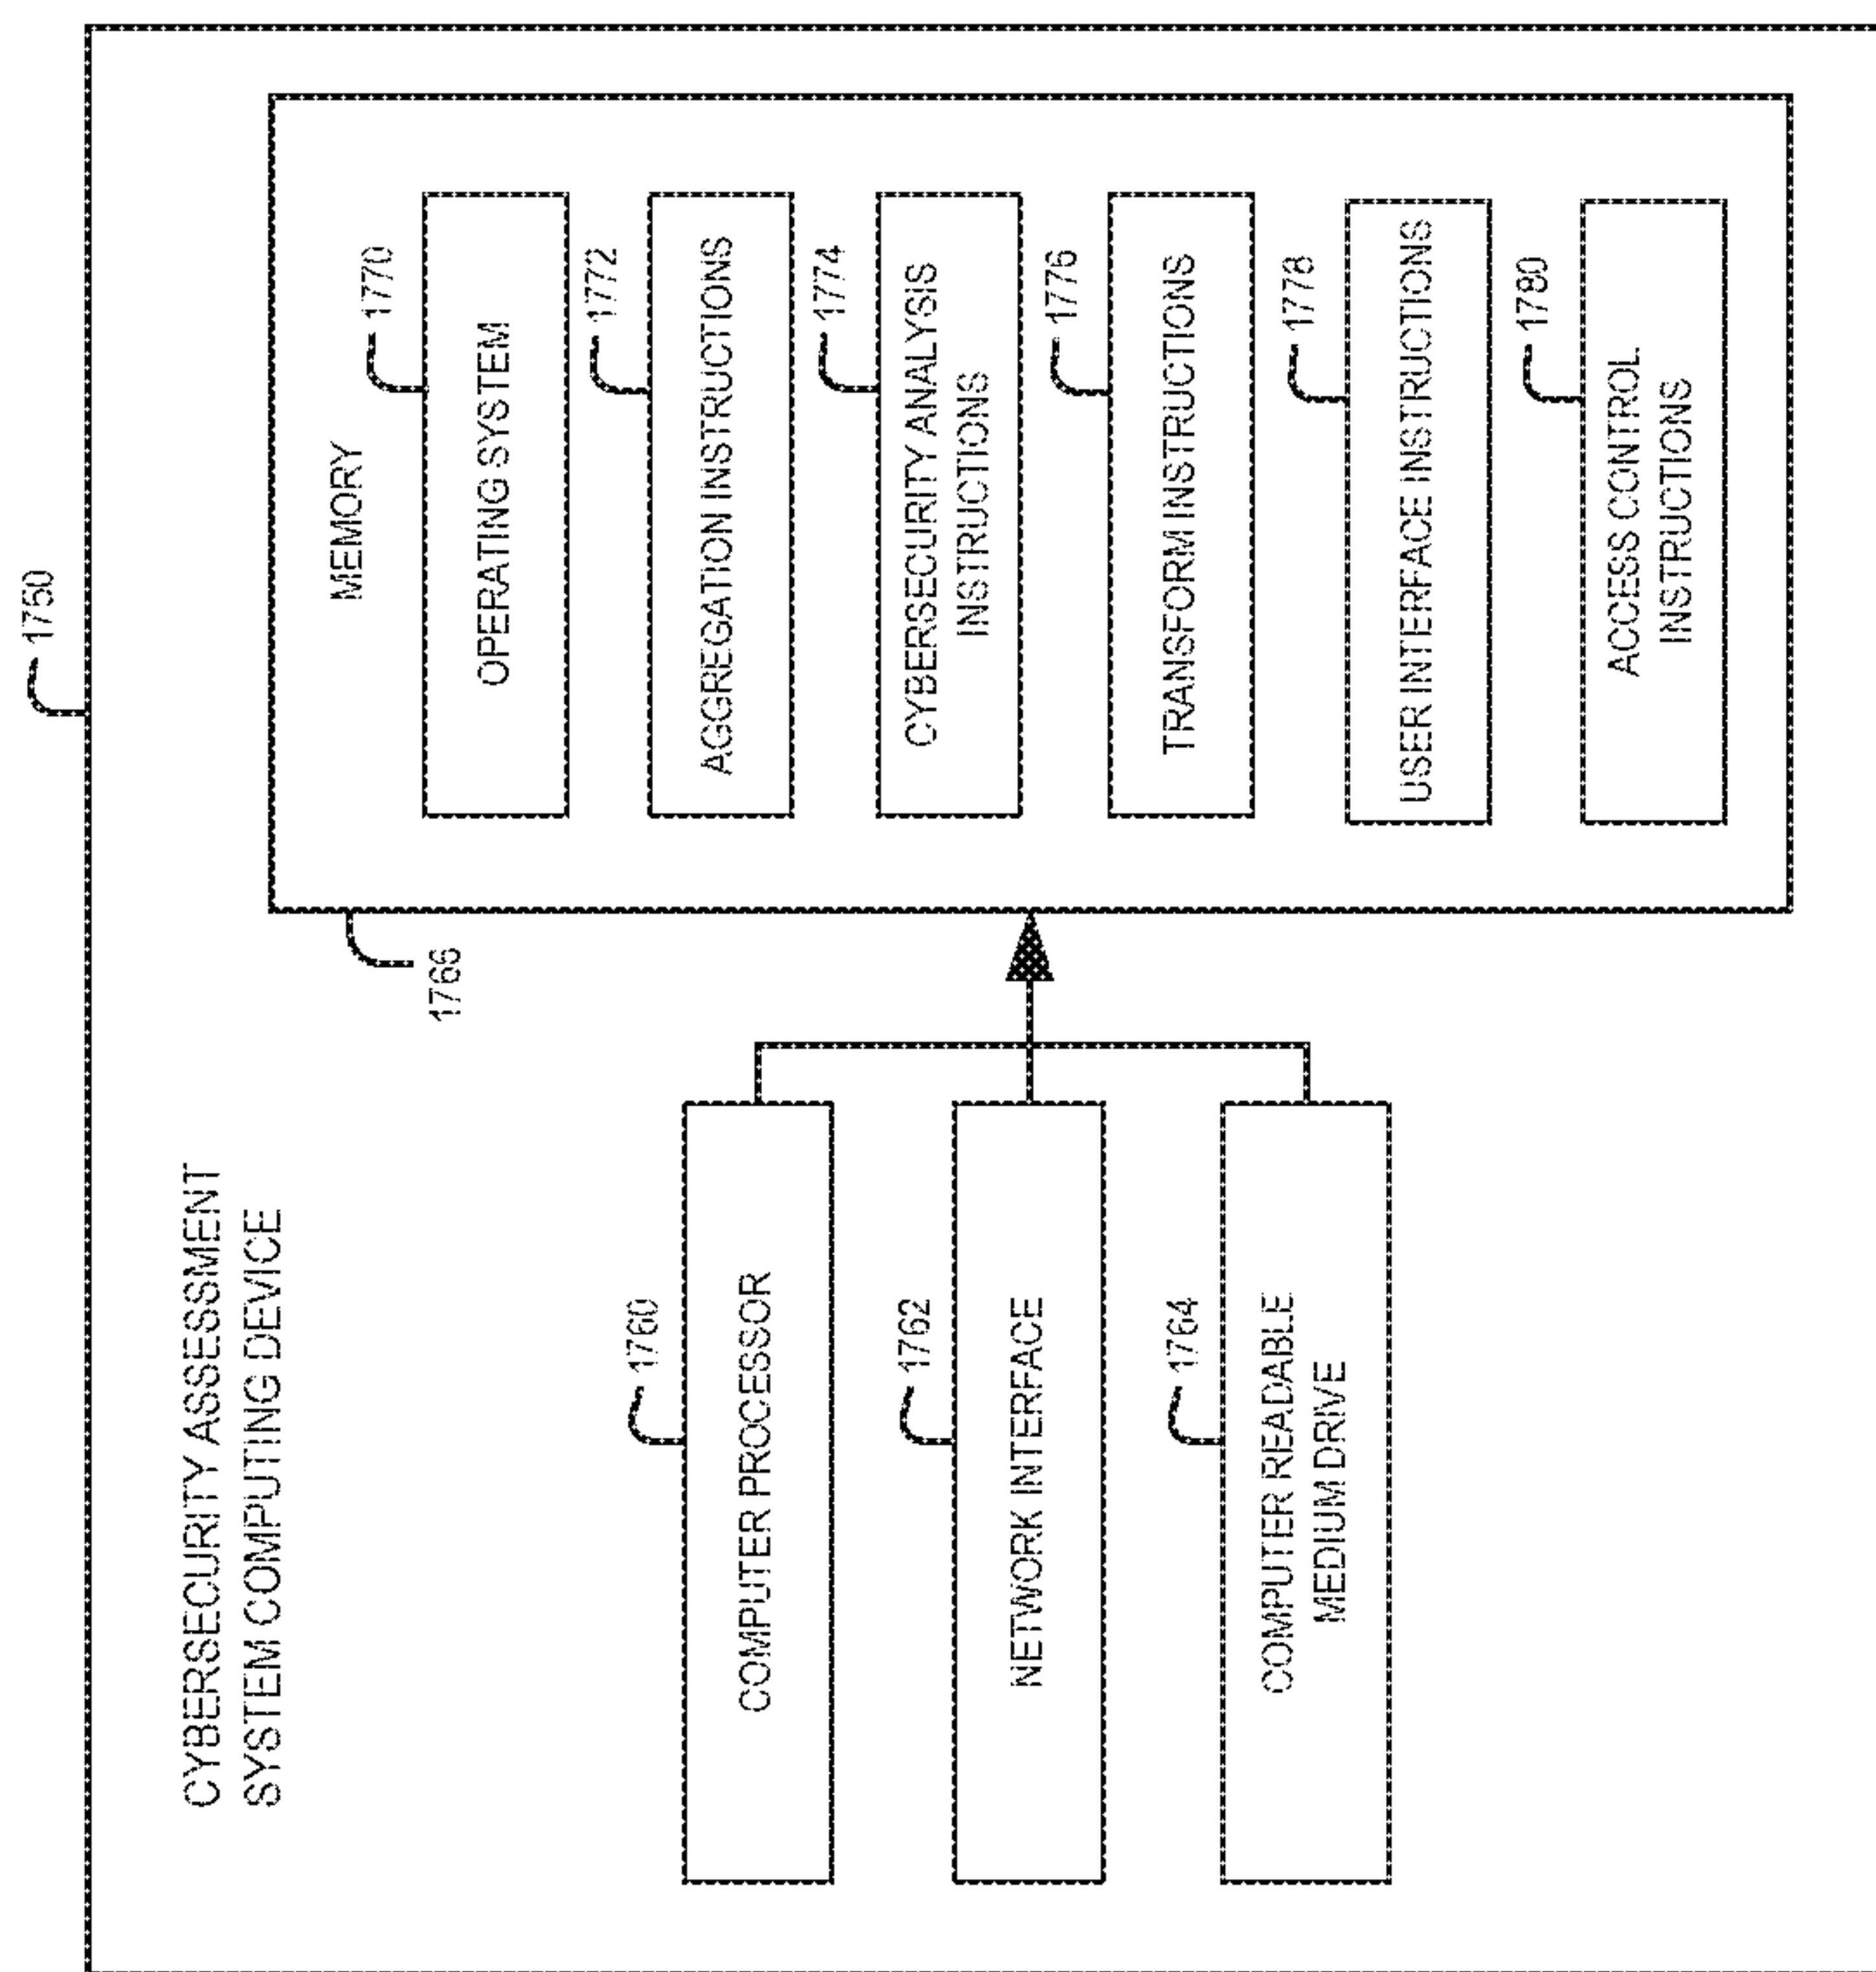 1750
CYBERSECURITY ASSESSMENT
SYSTEM COMPUTING DEVICE
1760
COMPUTER PROCESSOR
1762
NETWORK INTERFACE
1764
COMPUTER READABLE
MEDIUM DRIVE
1766
MEMORY
1770
OPERATING SYSTEM
1772
AGGREGATION INSTRUCTIONS
1774
CYBERSECURITY ANALYSIS
INSTRUCTIONS
1776
TRANSFORM INSTRUCTIONS
1778
USER INTERFACE INSTRUCTIONS
1780
ACCESS CONTROL
INSTRUCTIONS